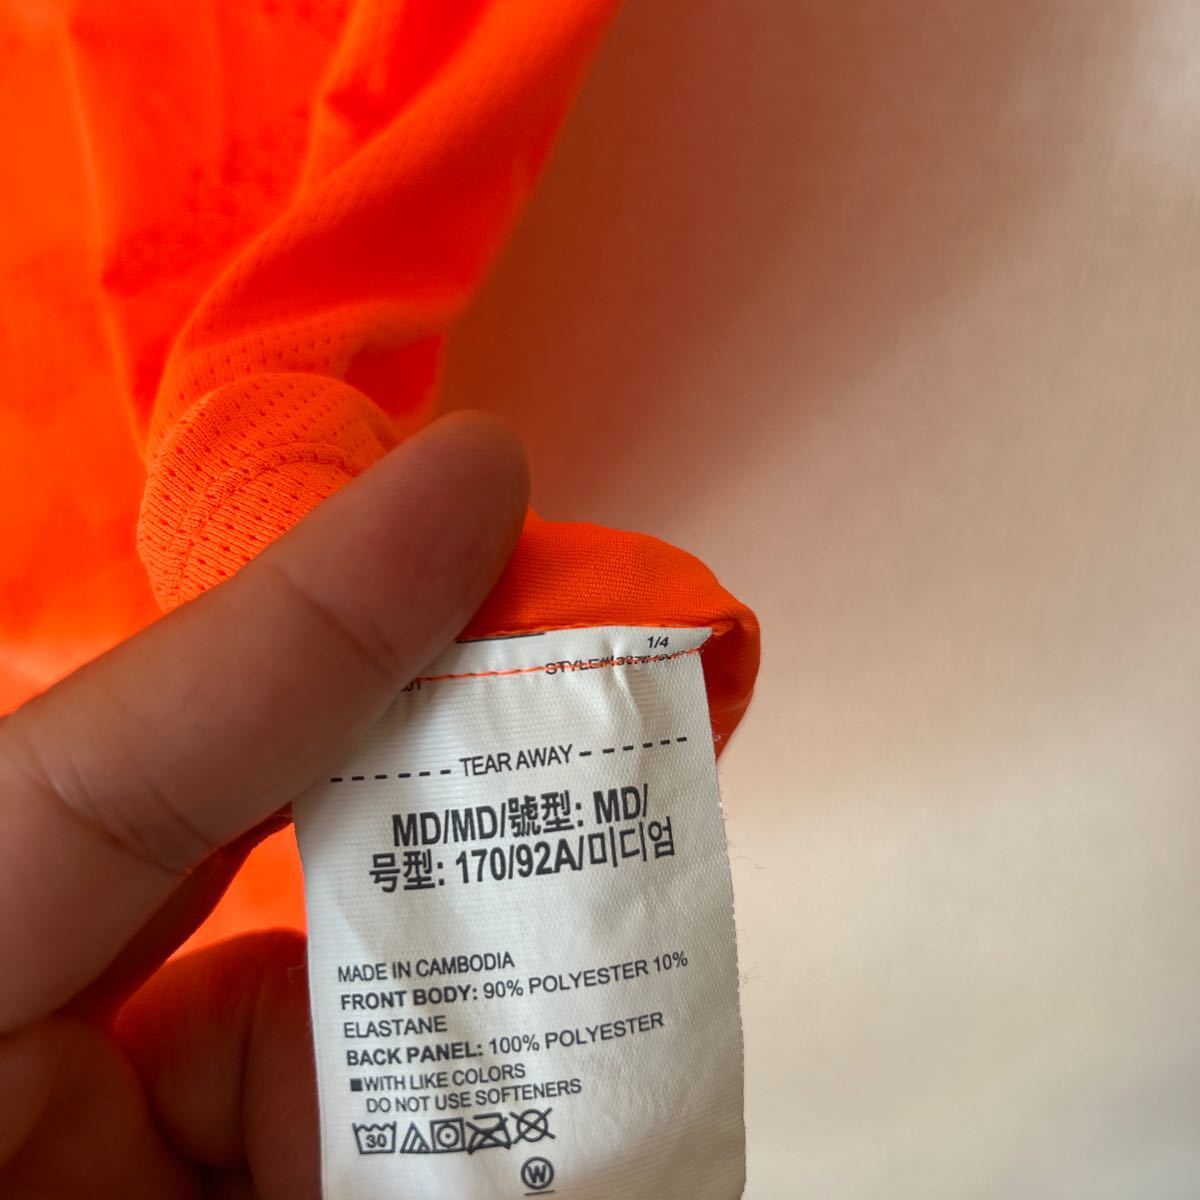 1/4
TEAR AWAY
MD/MD/號型: MD/
号型: 170/92A/미디엄
MADE IN CAMBODIA
FRONT BODY: 90% POLYESTER 10%
ELASTANE
BACK PANEL: 100% POLYESTER
■WITH LIKE COLORS
DO NOT USE SOFTENERS
30
W